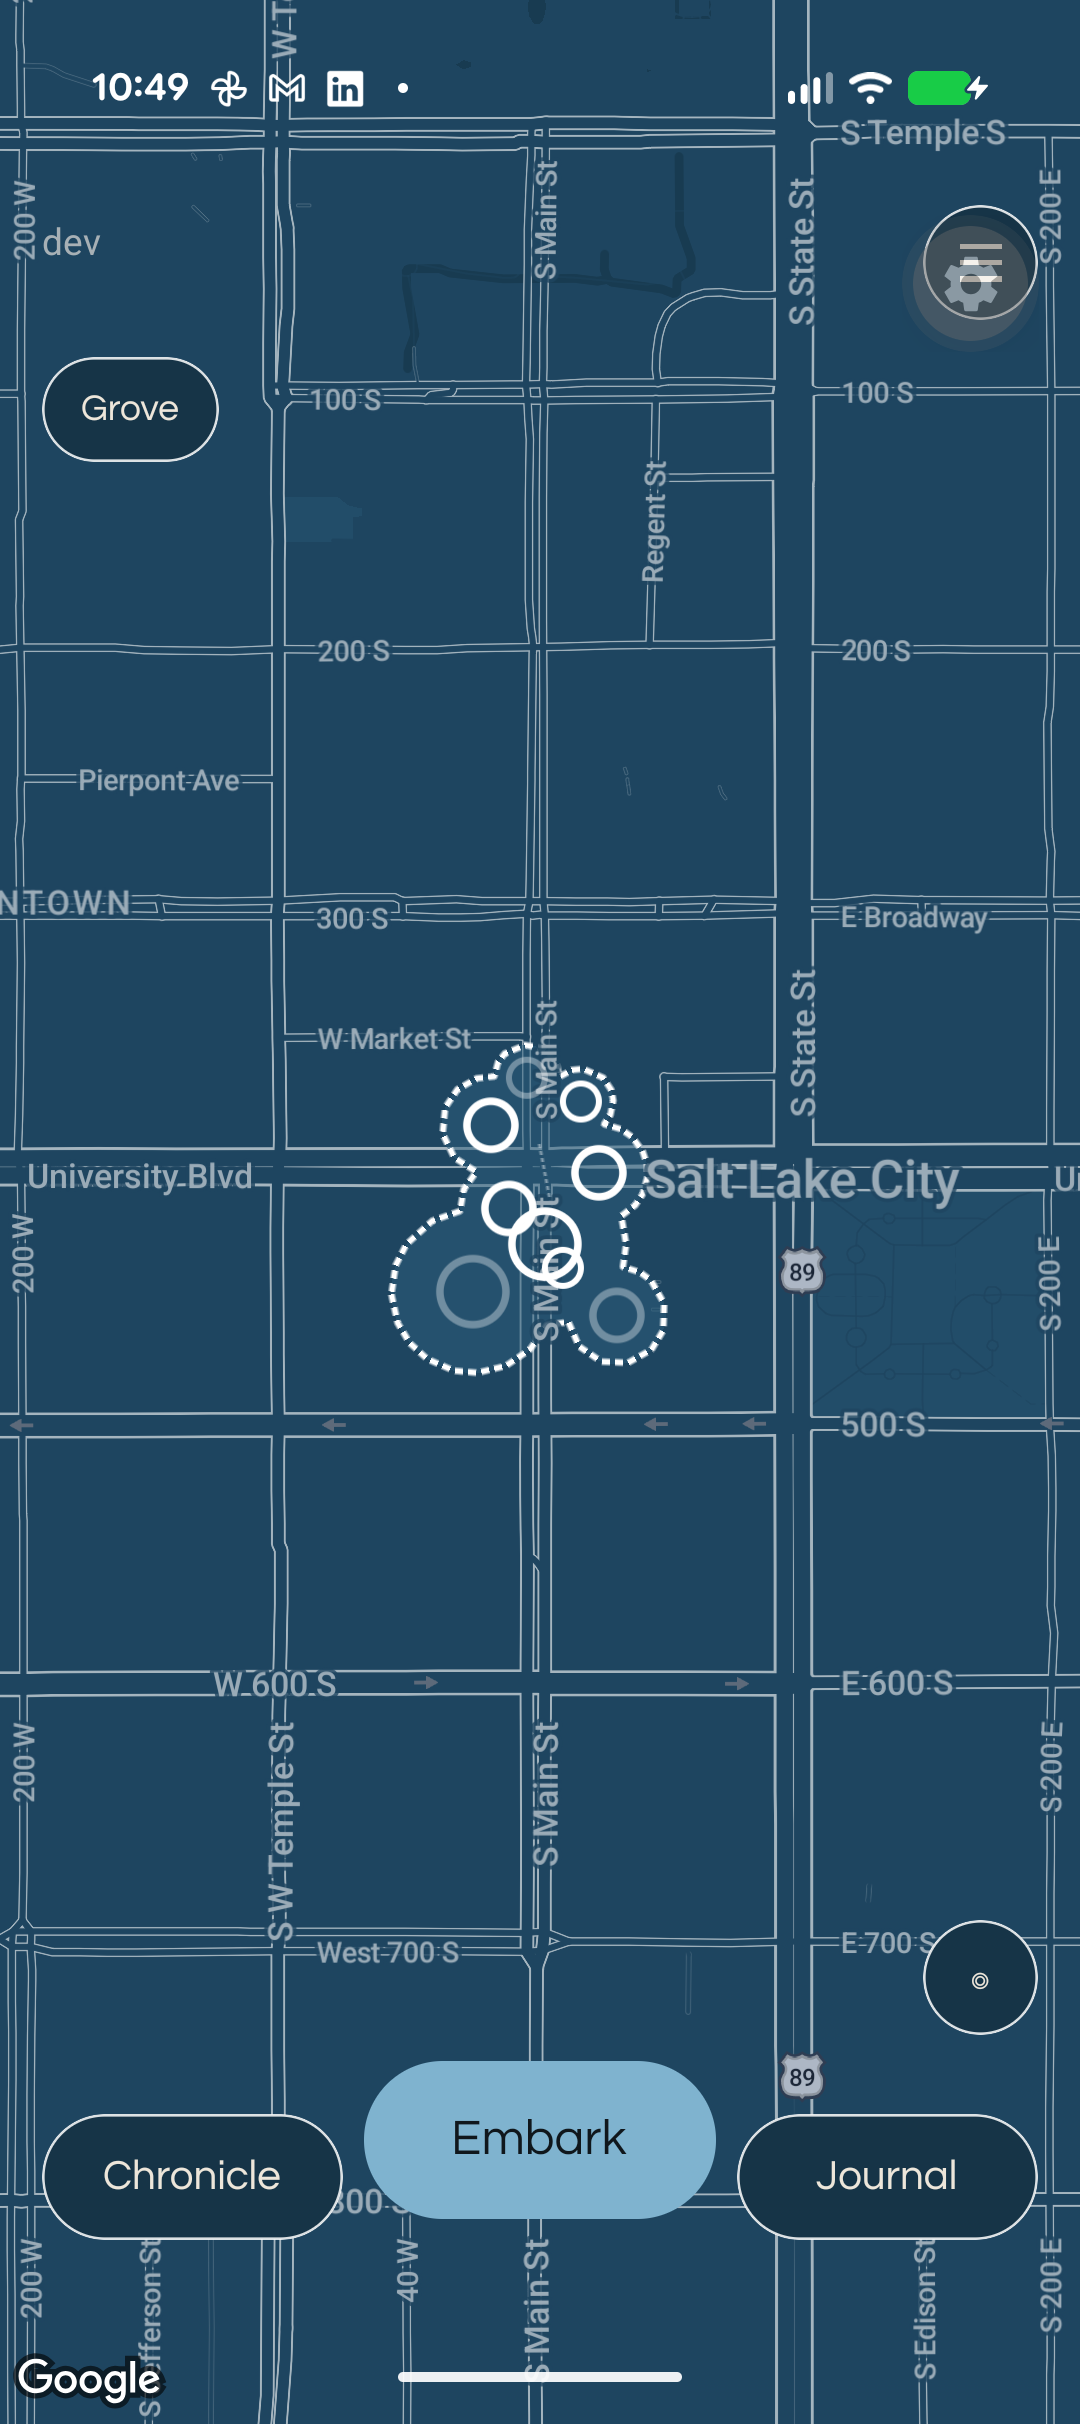 W T
10:49
S Temple S
200 W
S Main St
S State St
S 200 E
dev
Grove
100 S
100 S
Regent St
200 S
200 S
Pierpont Ave
NTOWN
300 S
E Broadway
W Market St
S Main St
S State St
University Blvd
Salt Lake City
200 W
S Main St
89
S 200 E
500 S
W 600 S
E 600 S
200 W
S W Temple St
S Main St
S 200 E
West 700 S
E 700 S
89
Embark
Chronicle
Journal
200 W
40 W
S Main St
S Edison St
S 200 E
Google